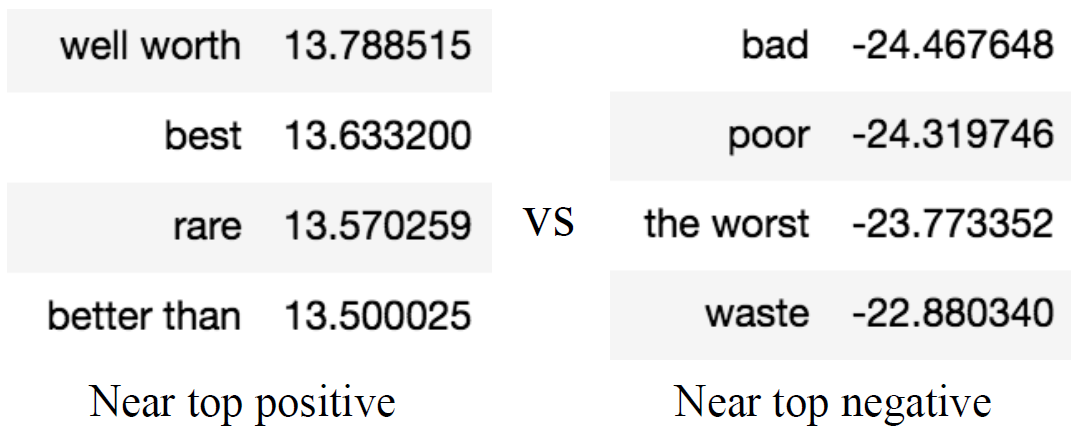 well worth 13.788515
best 13.633200
rare 13.570259
better than 13.500025
Near top positive
VS
bad -24.467648
poor -24.319746
the worst -23.773352
waste -22.880340
Near top negative